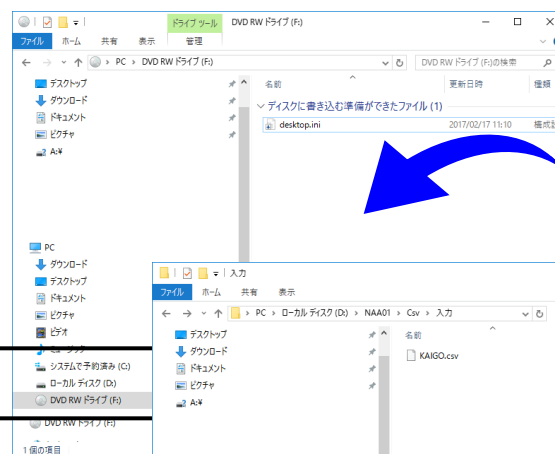 ドライブ ツール DVD RW ドライブ (F:)
ファイル ホーム 共有 表示 管理
PC › DVD RW ドライブ (F:) DVD RW ドライブ (F:)の検索
デスクトップ
ダウンロード
ドキュメント
ピクチャ
A:¥
名前 更新日時 種類
ディスクに書き込む準備ができたファイル (1)
desktop.ini 2017/02/17 11:10 構成設
PC
ダウンロード
デスクトップ
ドキュメント
ピクチャ
ビデオ
ミュージック
システムで予約済み (C:)
ローカル ディスク (D:)
DVD RW ドライブ (F:)
DVD RW ドライブ (F:)
1 個の項目
入力
ファイル ホーム 共有 表示
PC › ローカル ディスク (D:) › NAA01 › Csv › 入力
デスクトップ
ダウンロード
ドキュメント
ピクチャ
A:¥
名前
KAIGO.csv